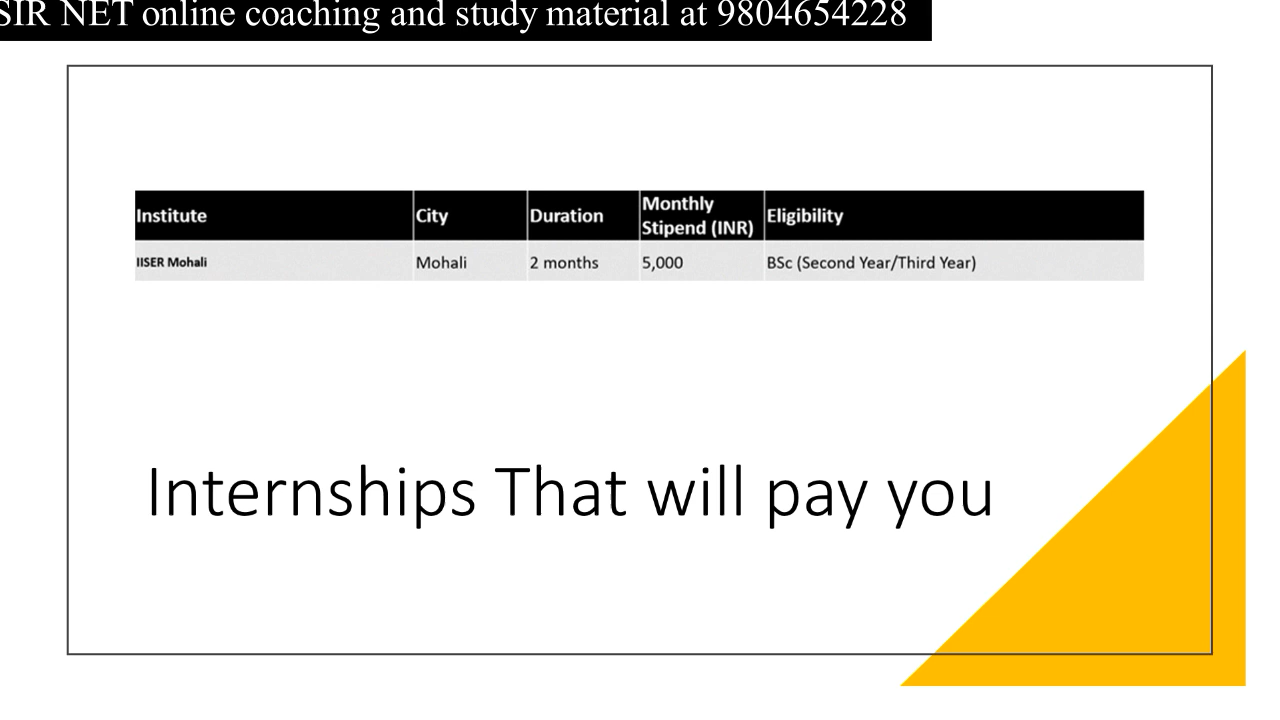 SIR NET online coaching and study material at 9804654228
Institute City Duration Monthly Stipend (INR) Eligibility
IISER Mohali Mohali 2 months 5,000 BSc (Second Year/Third Year)
Internships That will pay you